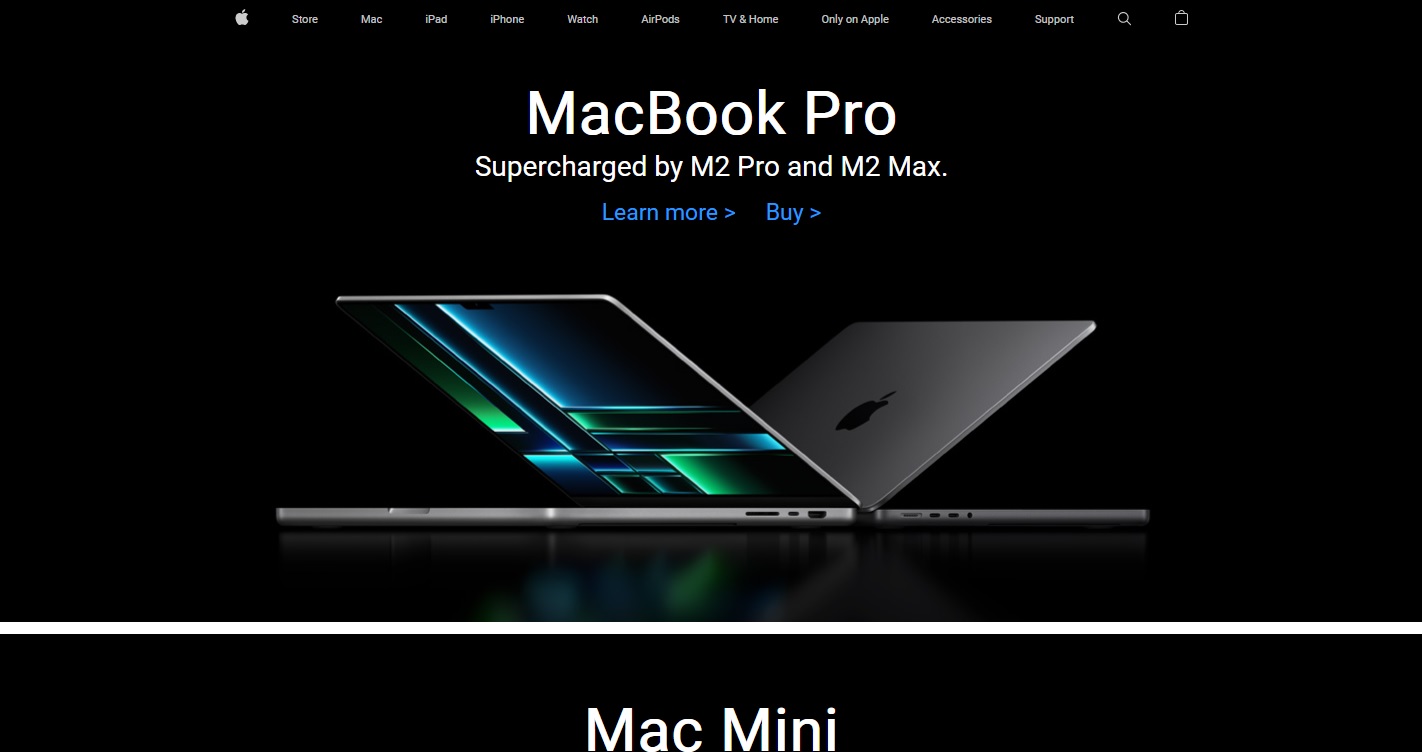 Store Mac iPad iPhone Watch AirPods TV & Home Only on Apple Accessories Support
MacBook Pro
Supercharged by M2 Pro and M2 Max.
Learn more > Buy >
Mac Mini